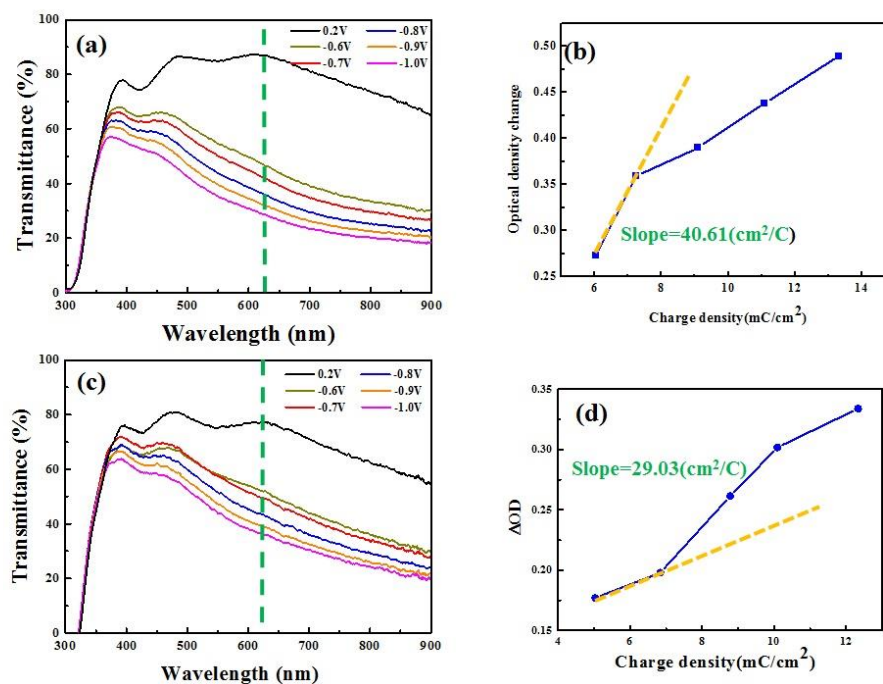 (a)
0.2V -0.8V
-0.6V -0.9V
-0.7V -1.0V
100
80
60
40
20
0
300 400 500 600 700 800 900
Transmittance (%)
Wavelength (nm)
(b)
0.50
0.45
0.40
0.35
0.30
0.25
6 8 10 12 14
Optical density change
Slope=40.61(cm²/C)
Charge density(mC/cm²)
(c)
0.2V -0.8V
-0.6V -0.9V
-0.7V -1.0V
100
80
60
40
20
0
300 400 500 600 700 800 900
Transmittance (%)
Wavelength (nm)
(d)
0.35
0.30
0.25
0.20
0.15
4 6 8 10 12
ΔOD
Slope=29.03(cm²/C)
Charge density(mC/cm²)